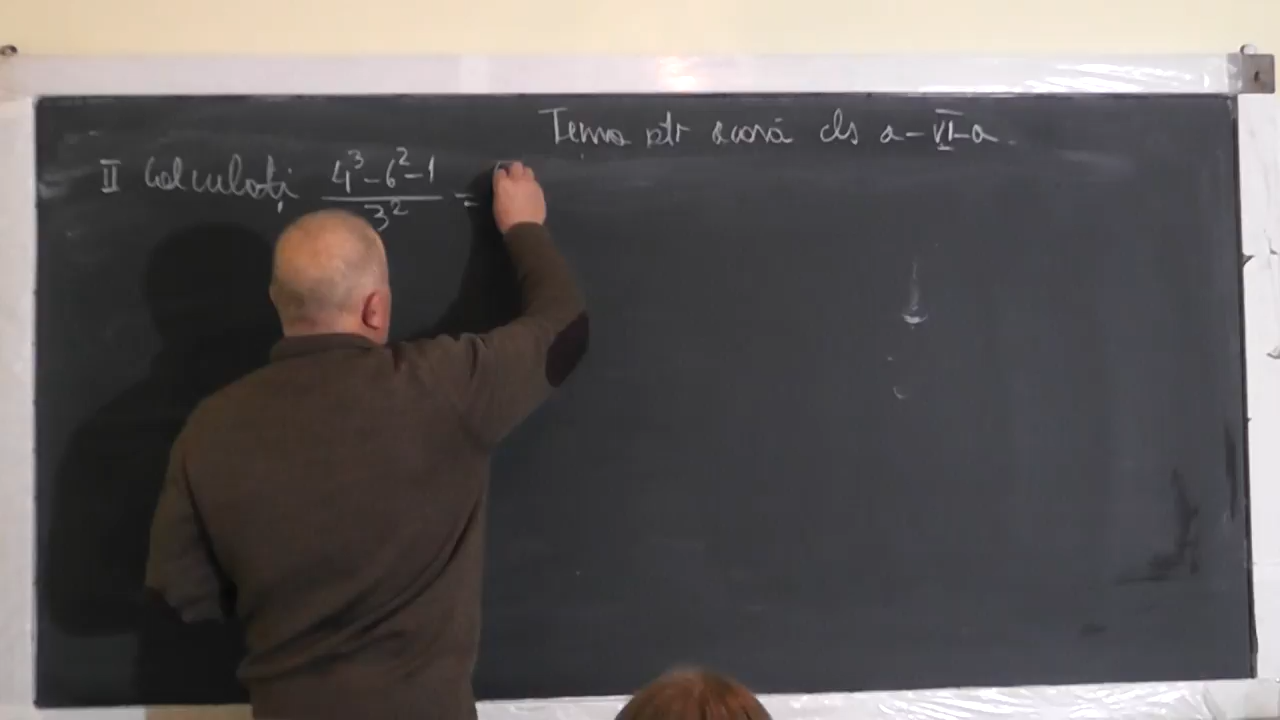 Tema ptr acasă cls a-VI-a
II Calculați (4³-6²-1)/3² =